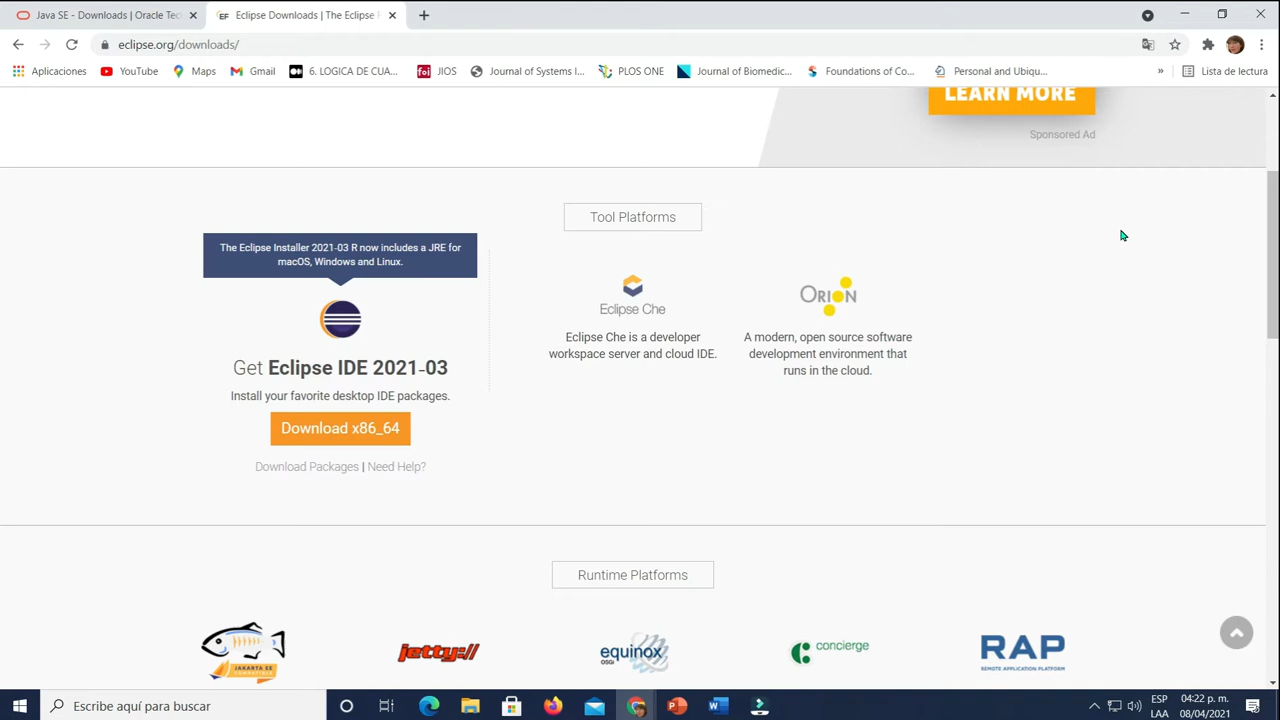 Java SE - Downloads | Oracle Tec
Eclipse Downloads | The Eclipse F
eclipse.org/downloads/
Aplicaciones
YouTube
Maps
Gmail
6. LOGICA DE CUA...
foi JIOS
Journal of Systems I...
PLOS ONE
Journal of Biomedic...
Foundations of Co...
Personal and Ubiqu...
»
Lista de lectura
LEARN MORE
Sponsored Ad
Tool Platforms
The Eclipse Installer 2021-03 R now includes a JRE for
macOS, Windows and Linux.
Get Eclipse IDE 2021-03
Install your favorite desktop IDE packages.
Download x86_64
Download Packages | Need Help?
Eclipse Che
Eclipse Che is a developer
workspace server and cloud IDE.
ORION
A modern, open source software
development environment that
runs in the cloud.
Runtime Platforms
JAKARTA EE
COMPATIBLE
jetty://
equinox
OSGi
concierge
RAP
REMOTE APPLICATION PLATFORM
Escribe aquí para buscar
ESP
LAA
04:22 p. m.
08/04/2021